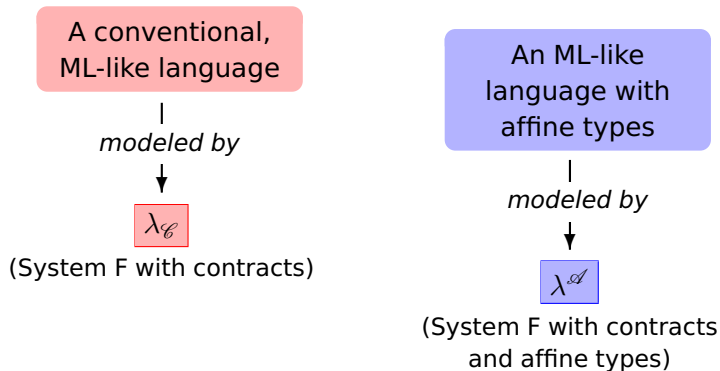 A conventional,
ML-like language
modeled by
λ𝒞
(System F with contracts)
An ML-like
language with
affine types
modeled by
λ𝒜
(System F with contracts
and affine types)